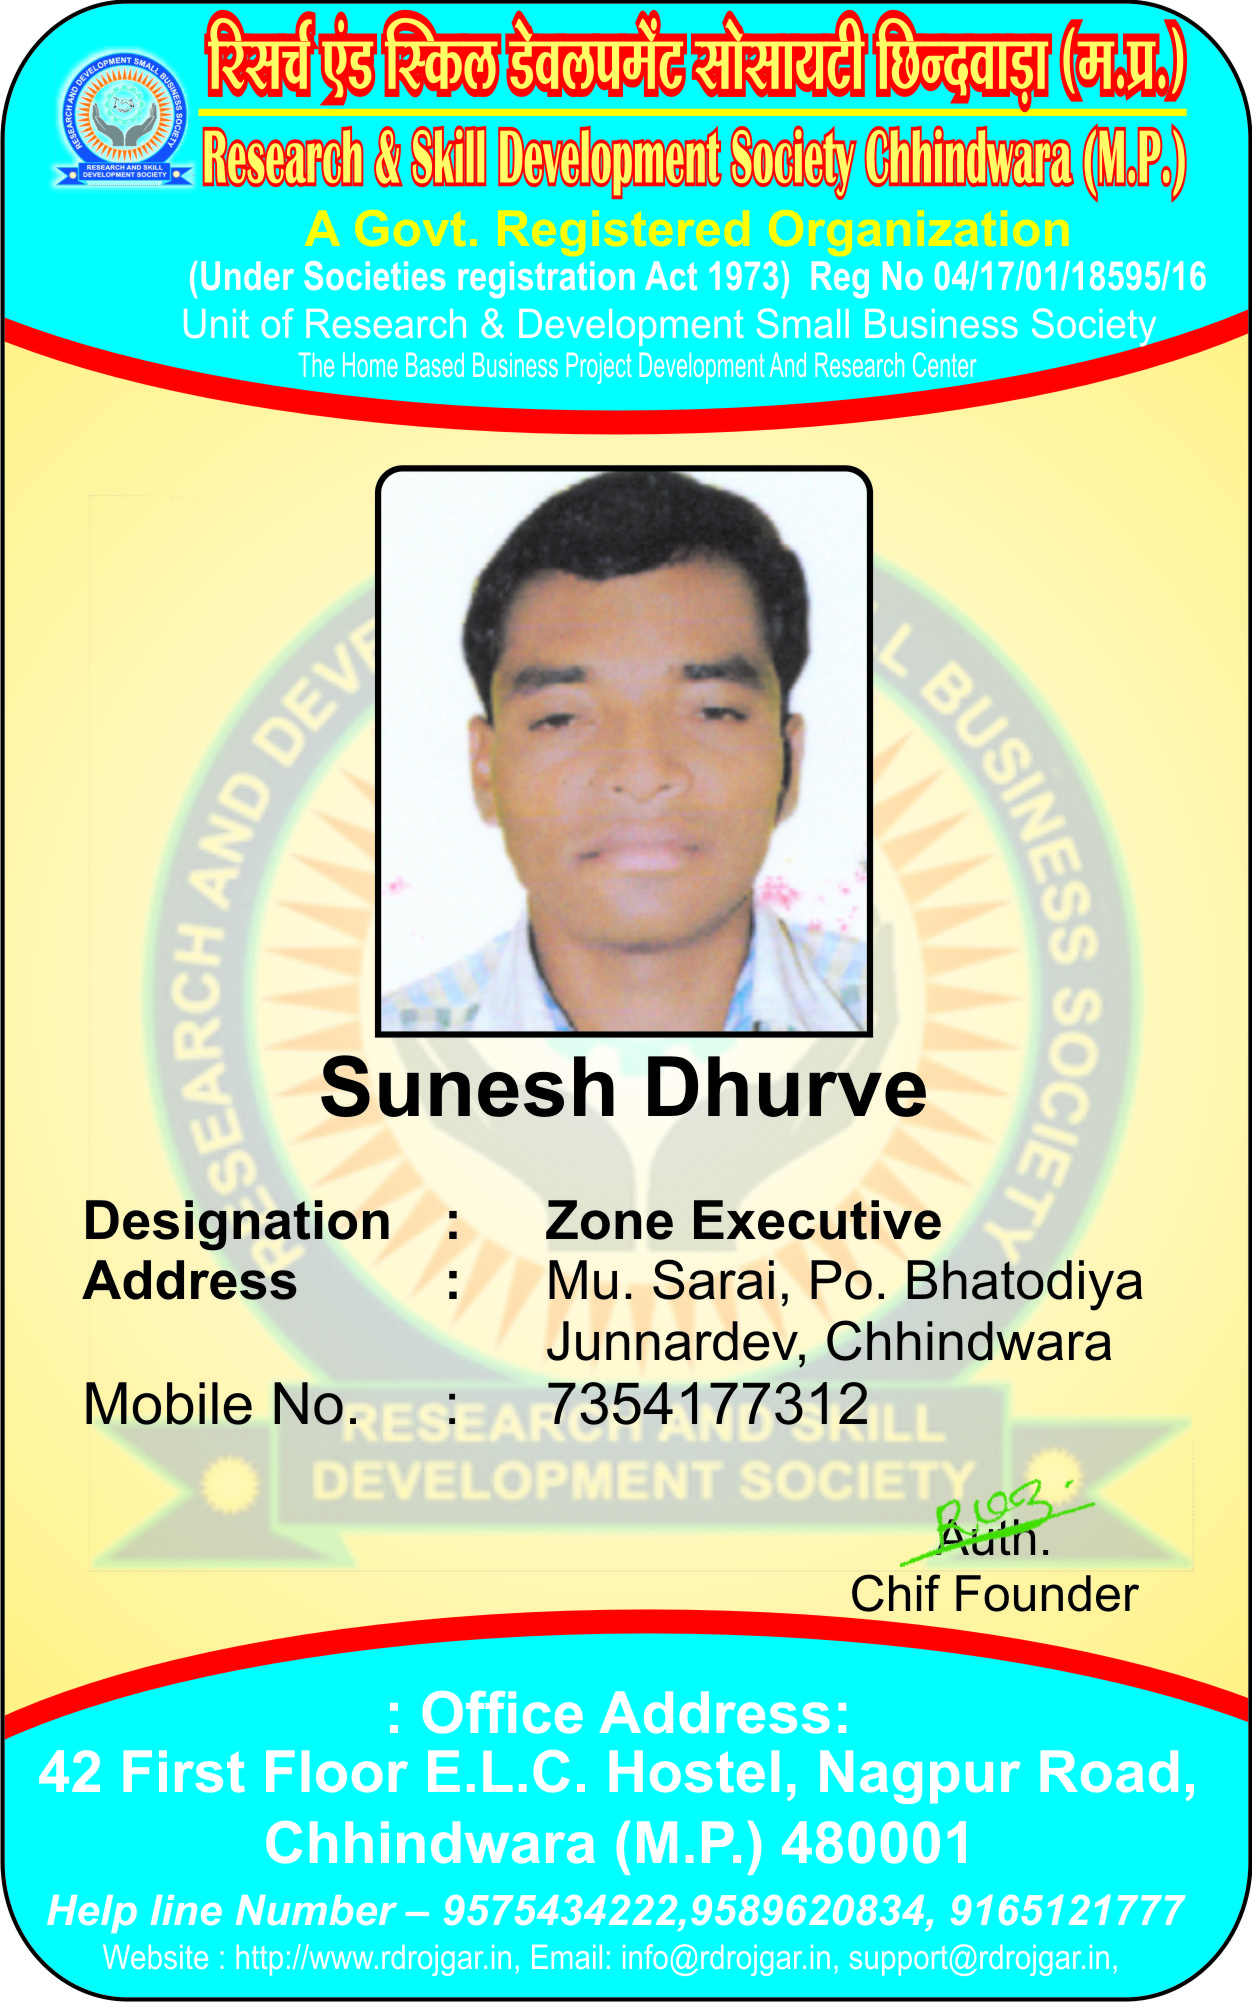 रिसर्च एंड स्किल डेवलपमेंट सोसायटी छिन्दवाड़ा (म.प्र.)
Research & Skill Development Society Chhindwara (M.P.)
RESEARCH AND DEVELOPMENT SMALL BUSINESS SOCIETY
RESEARCH AND SKILL
DEVELOPMENT SOCIETY
A Govt. Registered Organization
(Under Societies registration Act 1973) Reg No 04/17/01/18595/16
Unit of Research & Development Small Business Society
The Home Based Business Project Development And Research Center
RESEARCH AND DEVE L BUSINESS SOCIETY
Sunesh Dhurve
Designation : Zone Executive
Address : Mu. Sarai, Po. Bhatodiya
Junnardev, Chhindwara
Mobile No. : 7354177312
RESEARCH AND SKILL
DEVELOPMENT SOCIETY
Auth.
Chif Founder
: Office Address:
42 First Floor E.L.C. Hostel, Nagpur Road,
Chhindwara (M.P.) 480001
Help line Number – 9575434222,9589620834, 9165121777
Website : http://www.rdrojgar.in, Email: info@rdrojgar.in, support@rdrojgar.in,